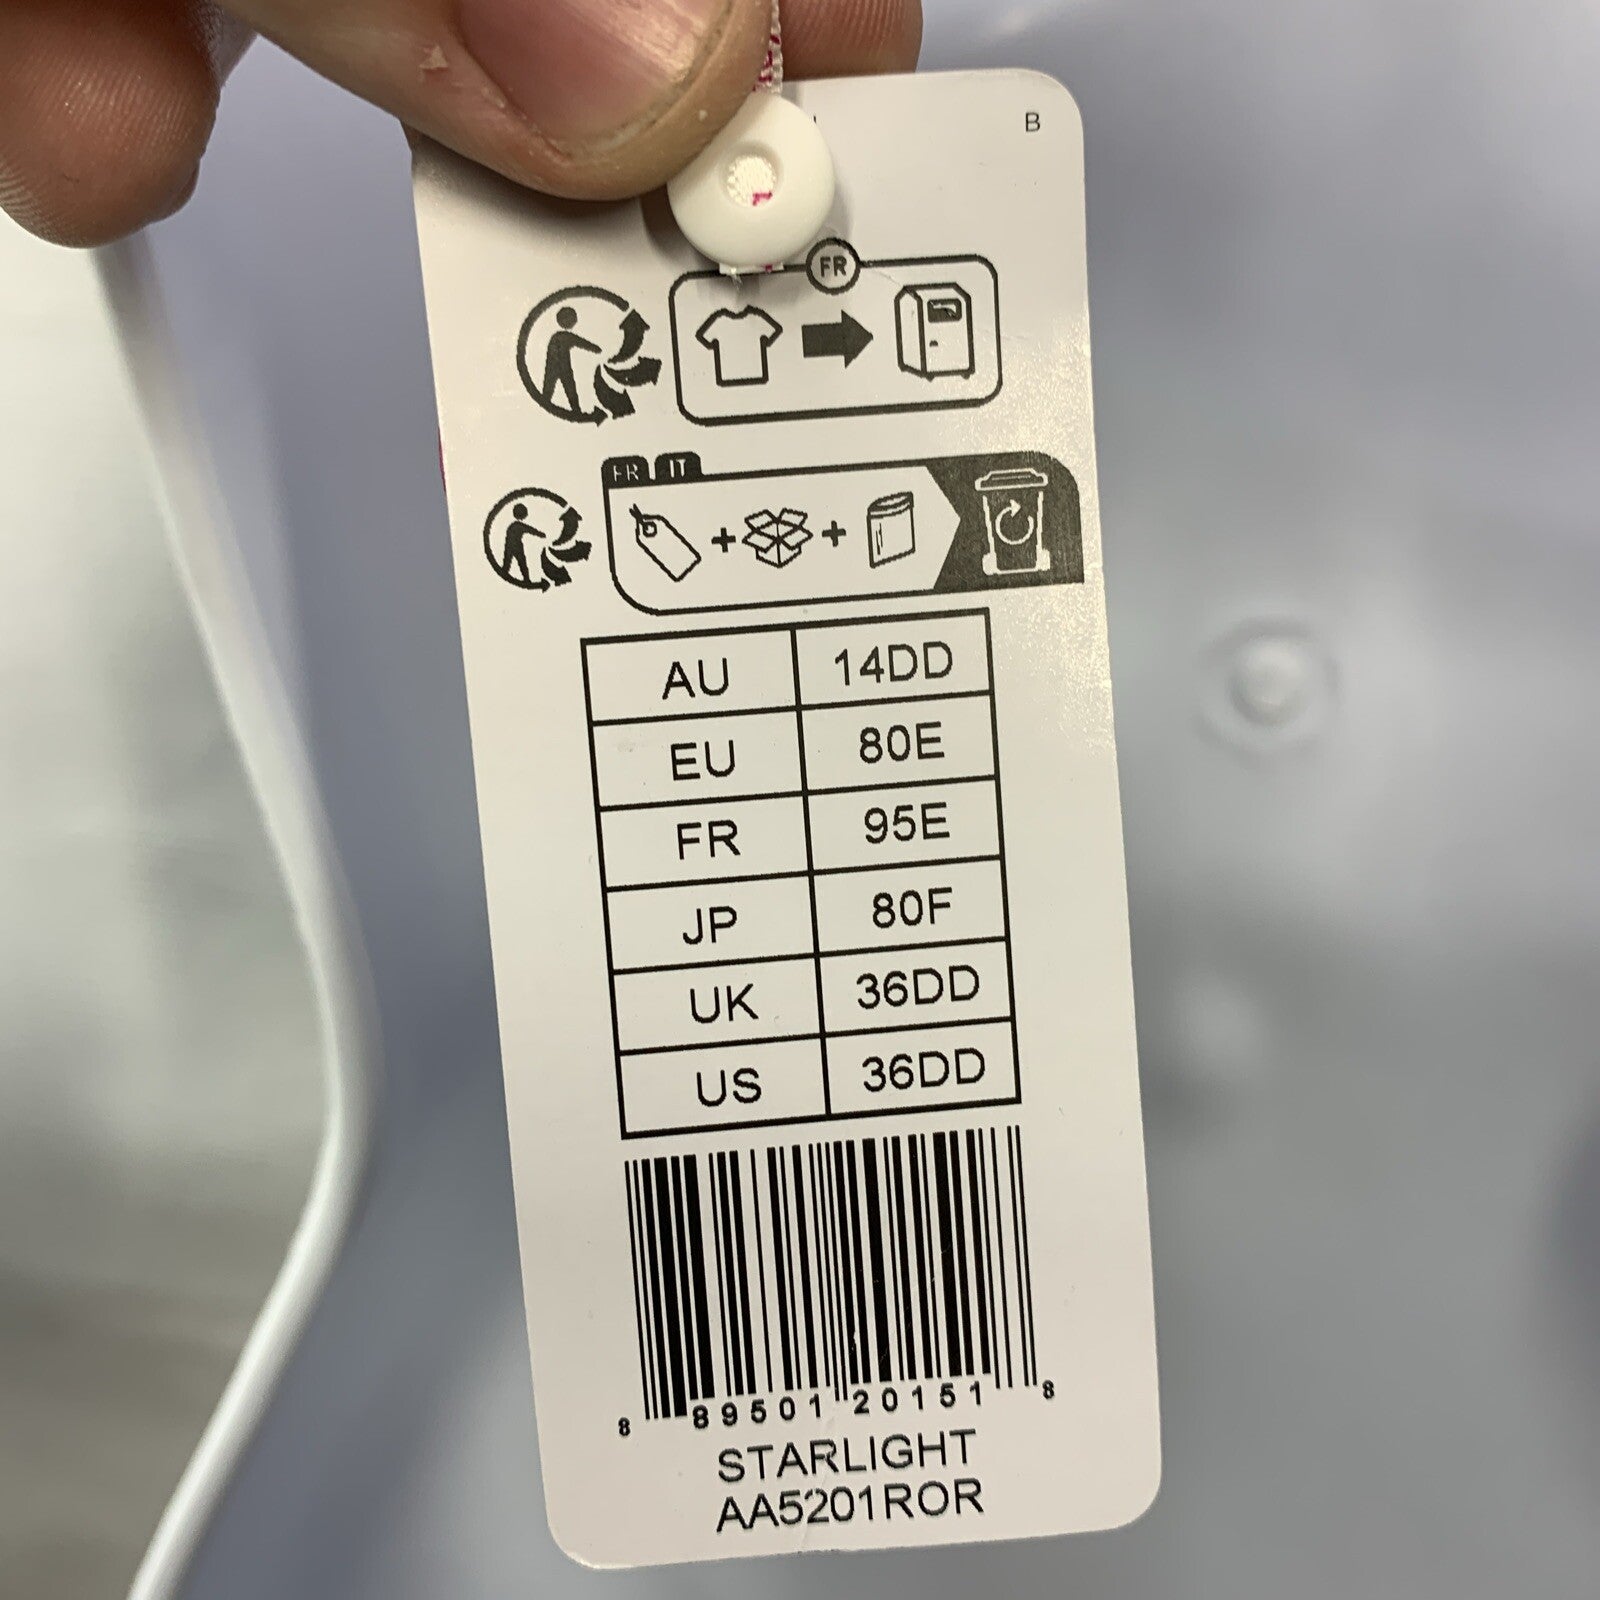 B
FR
FR IT
AU 14DD
EU 80E
FR 95E
JP 80F
UK 36DD
US 36DD
8 89501 20151 8
STARLIGHT
AA5201ROR